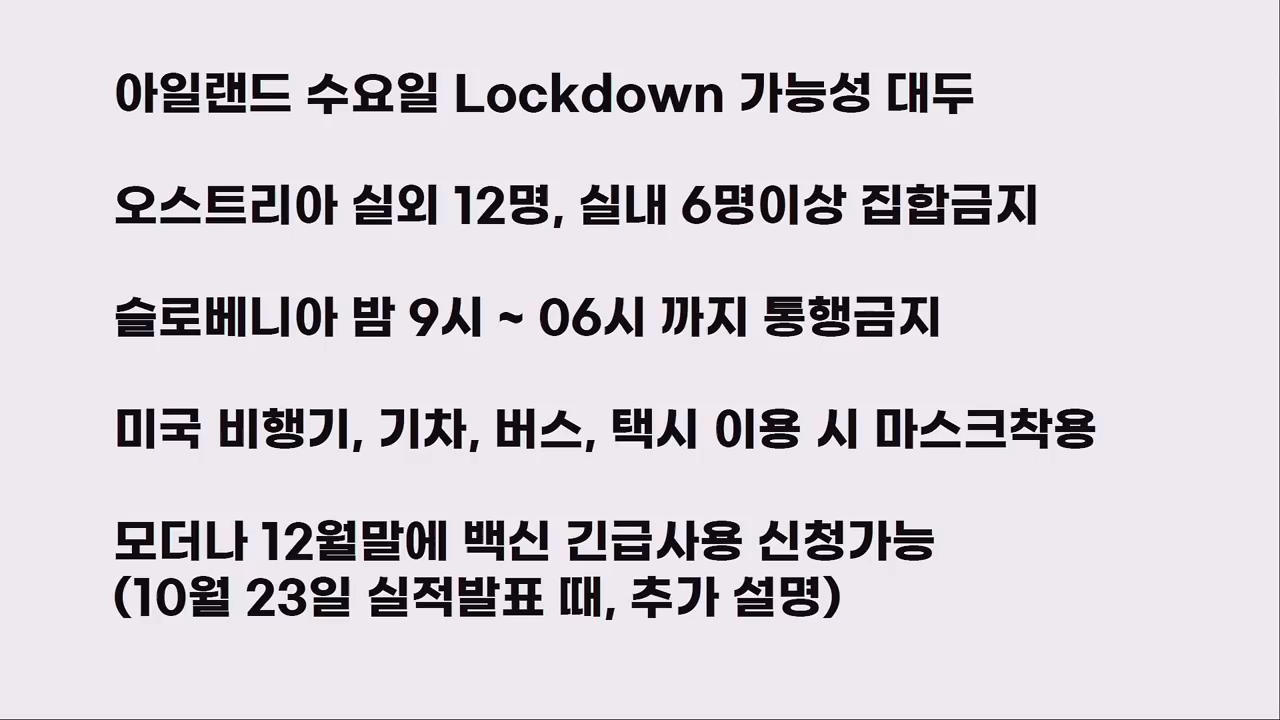 아일랜드 수요일 Lockdown 가능성 대두
오스트리아 실외 12명, 실내 6명이상 집합금지
슬로베니아 밤 9시 ~ 06시 까지 통행금지
미국 비행기, 기차, 버스, 택시 이용 시 마스크착용
모더나 12월말에 백신 긴급사용 신청가능
(10월 23일 실적발표 때, 추가 설명)